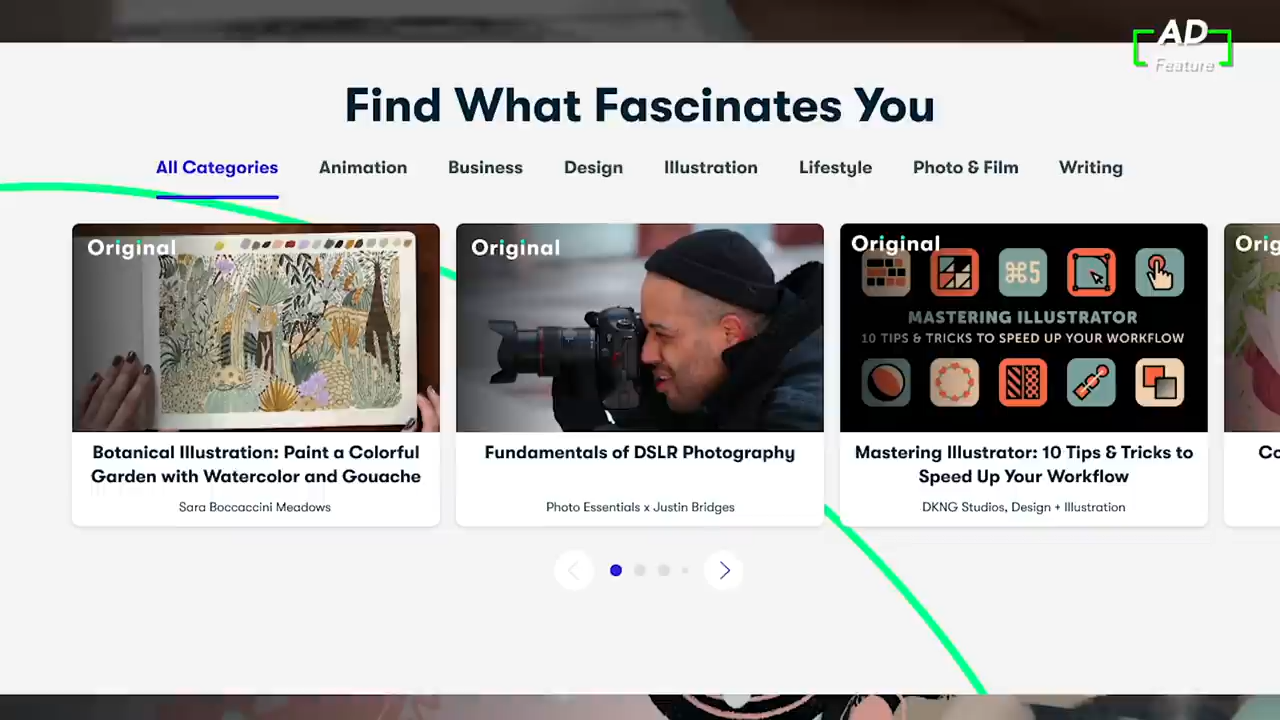 AD
Feature
Find What Fascinates You
All Categories Animation Business Design Illustration Lifestyle Photo & Film Writing
Original
Original
Original
Orig
⌘5
MASTERING ILLUSTRATOR
10 TIPS & TRICKS TO SPEED UP YOUR WORKFLOW
Botanical Illustration: Paint a Colorful
Garden with Watercolor and Gouache
Sara Boccaccini Meadows
Fundamentals of DSLR Photography
Photo Essentials x Justin Bridges
Mastering Illustrator: 10 Tips & Tricks to
Speed Up Your Workflow
DKNG Studios, Design + Illustration
Co